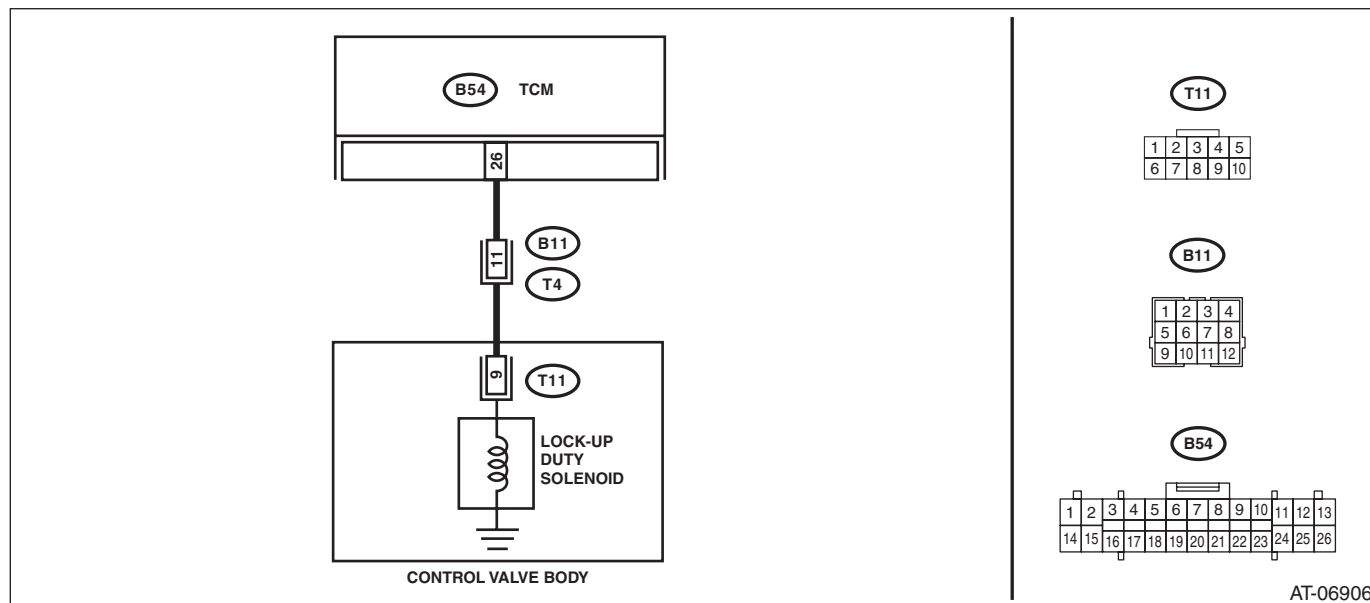 B54 TCM
26
11
B11
T4
9
T11
LOCK-UP
DUTY
SOLENOID
CONTROL VALVE BODY
T11
1 2 3 4 5
6 7 8 9 10
B11
1 2 3 4
5 6 7 8
9 10 11 12
B54
1 2 3 4 5 6 7 8 9 10 11 12 13
14 15 16 17 18 19 20 21 22 23 24 25 26
AT-06906